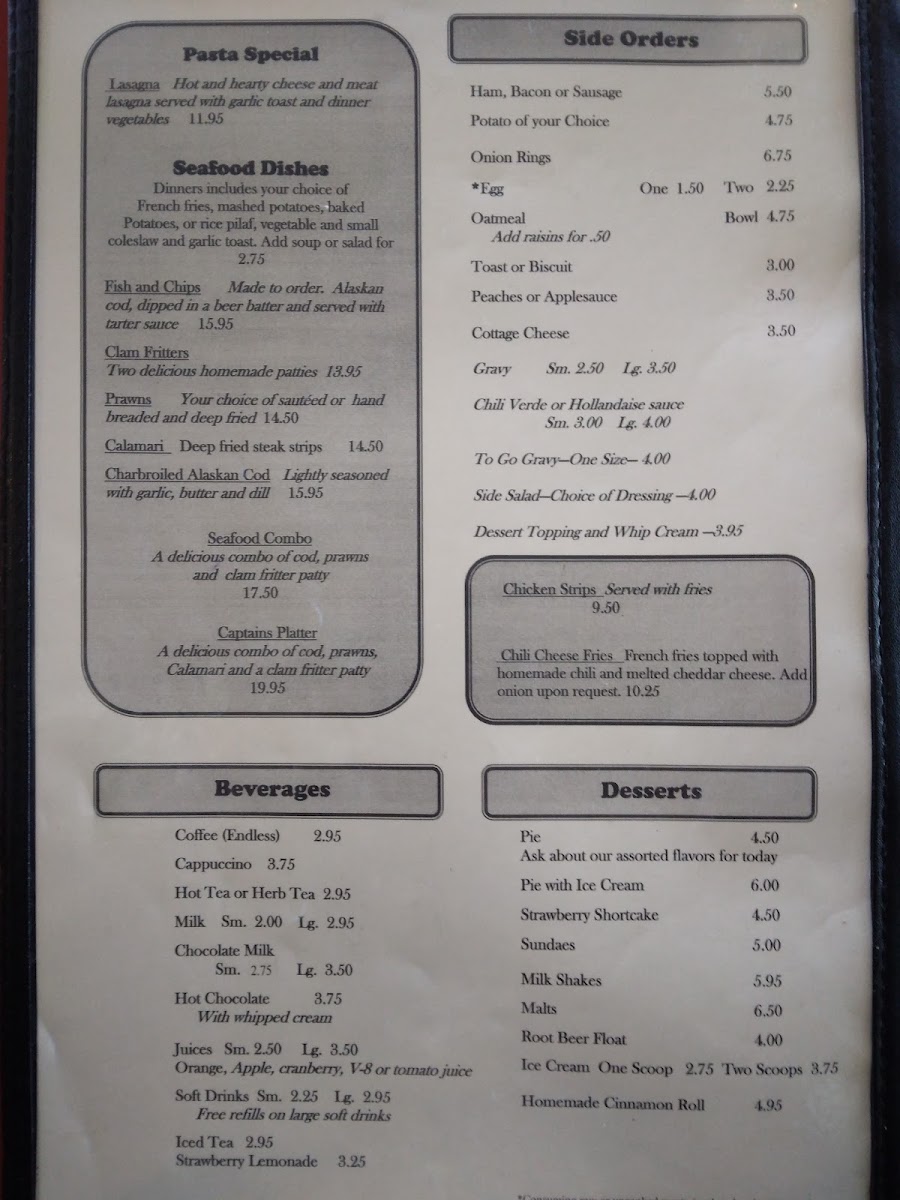 Pasta Special
Lasagna Hot and hearty cheese and meat
lasagna served with garlic toast and dinner
vegetables 11.95
Seafood Dishes
Dinners includes your choice of
French fries, mashed potatoes, baked
Potatoes, or rice pilaf, vegetable and small
coleslaw and garlic toast. Add soup or salad for
2.75
Fish and Chips Made to order. Alaskan
cod, dipped in a beer batter and served with
tarter sauce 15.95
Clam Fritters
Two delicious homemade patties 13.95
Prawns Your choice of sautéed or hand
breaded and deep fried 14.50
Calamari Deep fried steak strips 14.50
Charbroiled Alaskan Cod Lightly seasoned
with garlic, butter and dill 15.95
Seafood Combo
A delicious combo of cod, prawns
and clam fritter patty
17.50
Captains Platter
A delicious combo of cod, prawns,
Calamari and a clam fritter patty
19.95
Side Orders
Ham, Bacon or Sausage 5.50
Potato of your Choice 4.75
Onion Rings 6.75
*Egg One 1.50 Two 2.25
Oatmeal Bowl 4.75
Add raisins for .50
Toast or Biscuit 3.00
Peaches or Applesauce 3.50
Cottage Cheese 3.50
Gravy Sm. 2.50 Lg. 3.50
Chili Verde or Hollandaise sauce
Sm. 3.00 Lg. 4.00
To Go Gravy—One Size— 4.00
Side Salad—Choice of Dressing —4.00
Dessert Topping and Whip Cream —3.95
Chicken Strips Served with fries
9.50
Chili Cheese Fries French fries topped with
homemade chili and melted cheddar cheese. Add
onion upon request. 10.25
Beverages
Coffee (Endless) 2.95
Cappuccino 3.75
Hot Tea or Herb Tea 2.95
Milk Sm. 2.00 Lg. 2.95
Chocolate Milk
Sm. 2.75 Lg. 3.50
Hot Chocolate 3.75
With whipped cream
Juices Sm. 2.50 Lg. 3.50
Orange, Apple, cranberry, V-8 or tomato juice
Soft Drinks Sm. 2.25 Lg. 2.95
Free refills on large soft drinks
Iced Tea 2.95
Strawberry Lemonade 3.25
Desserts
Pie 4.50
Ask about our assorted flavors for today
Pie with Ice Cream 6.00
Strawberry Shortcake 4.50
Sundaes 5.00
Milk Shakes 5.95
Malts 6.50
Root Beer Float 4.00
Ice Cream One Scoop 2.75 Two Scoops 3.75
Homemade Cinnamon Roll 4.95